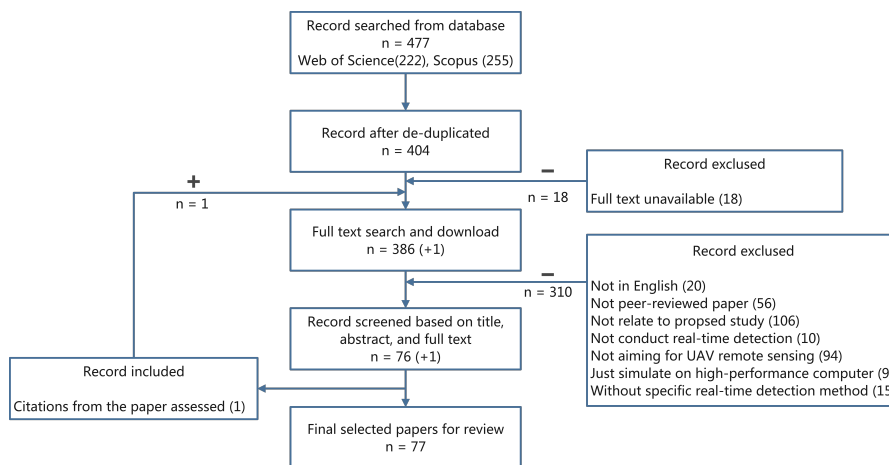 Record searched from database
n = 477
Web of Science(222), Scopus (255)
Record after de-duplicated
n = 404
+
n = 1
−
n = 18
Record exclused
Full text unavailable (18)
Full text search and download
n = 386 (+1)
−
n = 310
Record exclused
Not in English (20)
Not peer-reviewed paper (56)
Not relate to propsed study (106)
Not conduct real-time detection (10)
Not aiming for UAV remote sensing (94)
Just simulate on high-performance computer (9
Without specific real-time detection method (15
Record screened based on title,
abstract, and full text
n = 76 (+1)
Record included
Citations from the paper assessed (1)
Final selected papers for review
n = 77